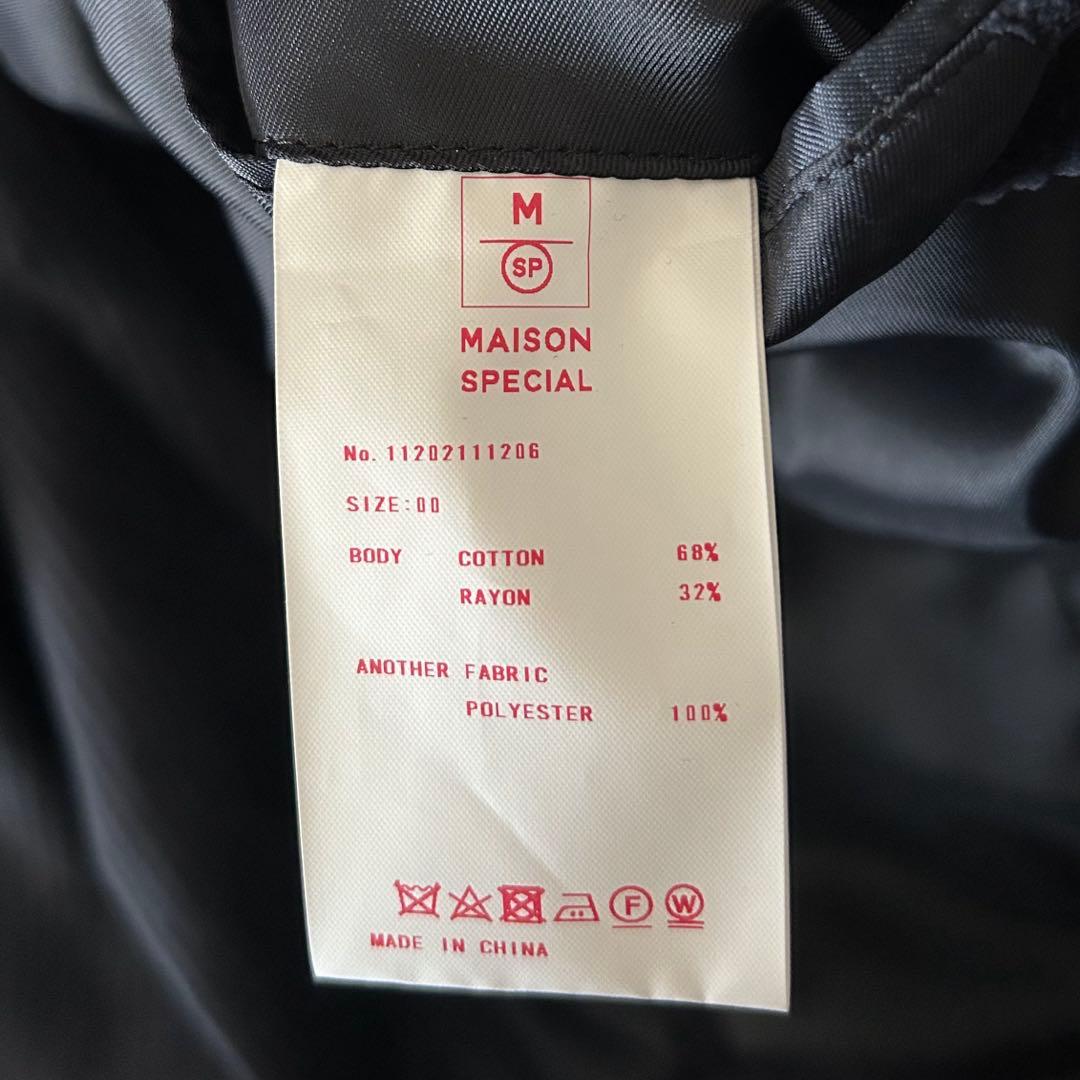 M
SP
MAISON
SPECIAL
No. 11202111206
SIZE:00
BODY COTTON 68%
RAYON 32%
ANOTHER FABRIC
POLYESTER 100%
F W
MADE IN CHINA